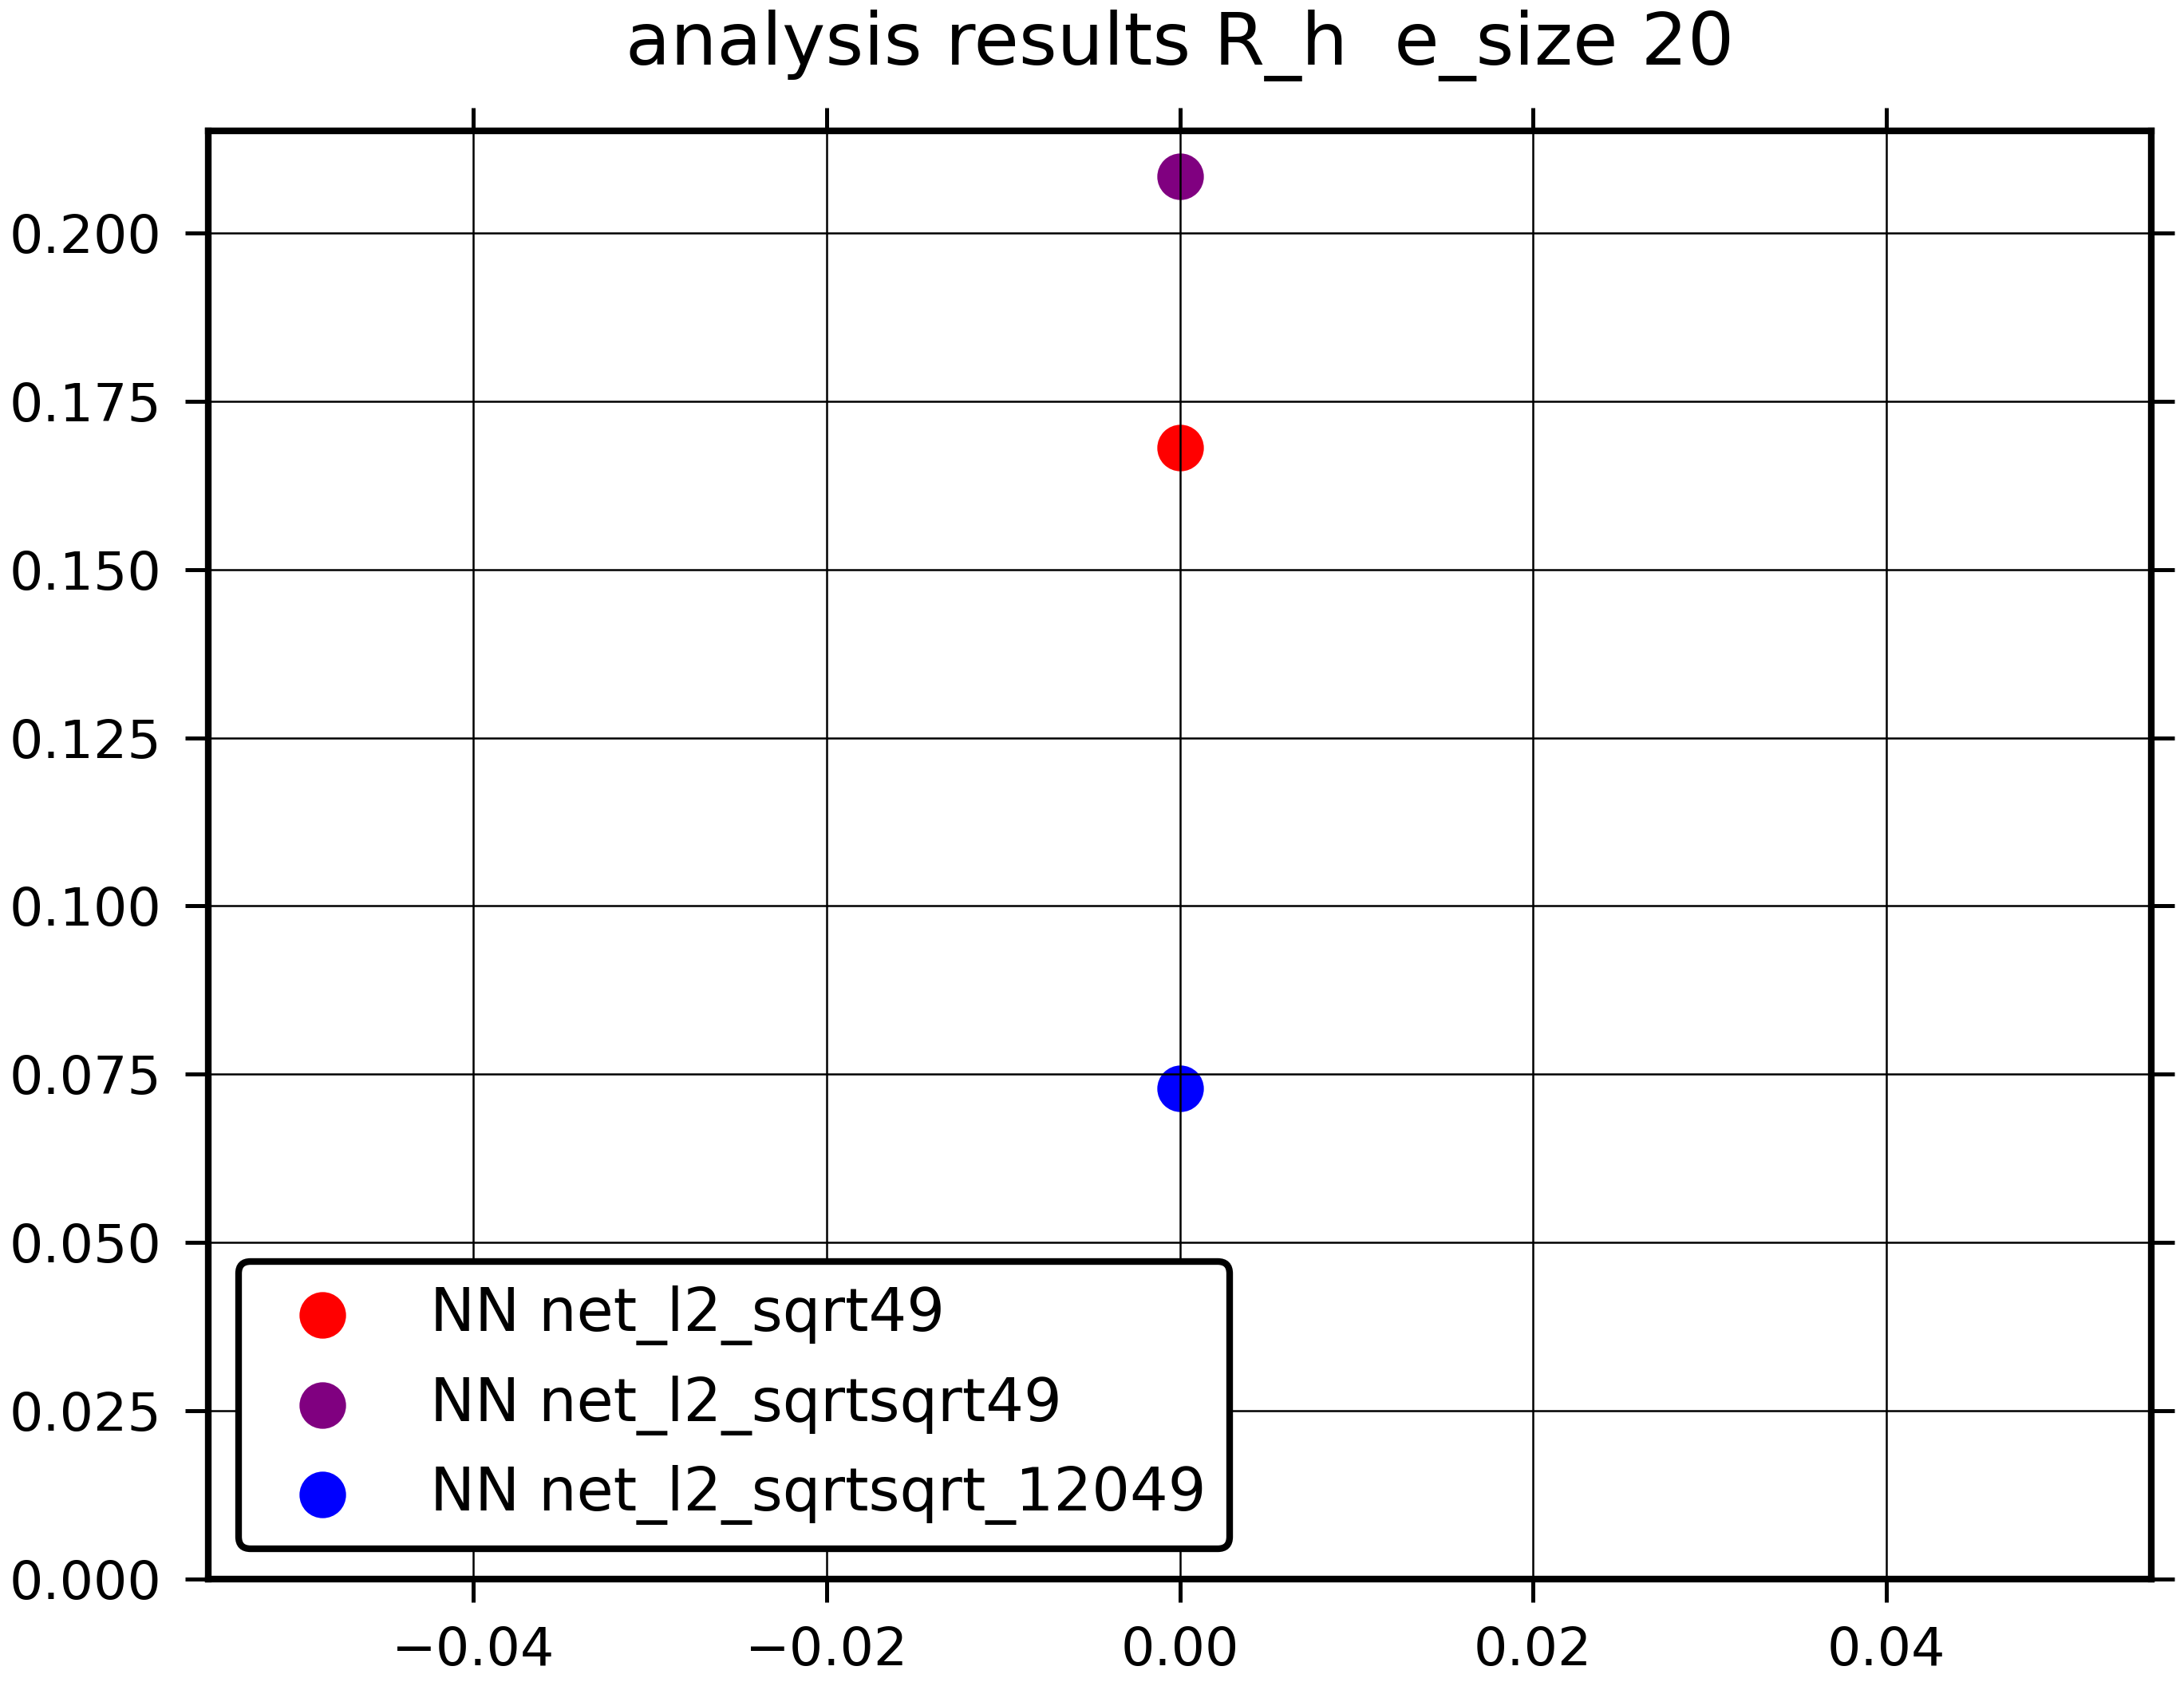 analysis results R_h  e_size 20
0.200
0.175
0.150
0.125
0.100
0.075
0.050
0.025
0.000
NN net_l2_sqrt49
NN net_l2_sqrtsqrt49
NN net_l2_sqrtsqrt_12049
−0.04 −0.02 0.00 0.02 0.04